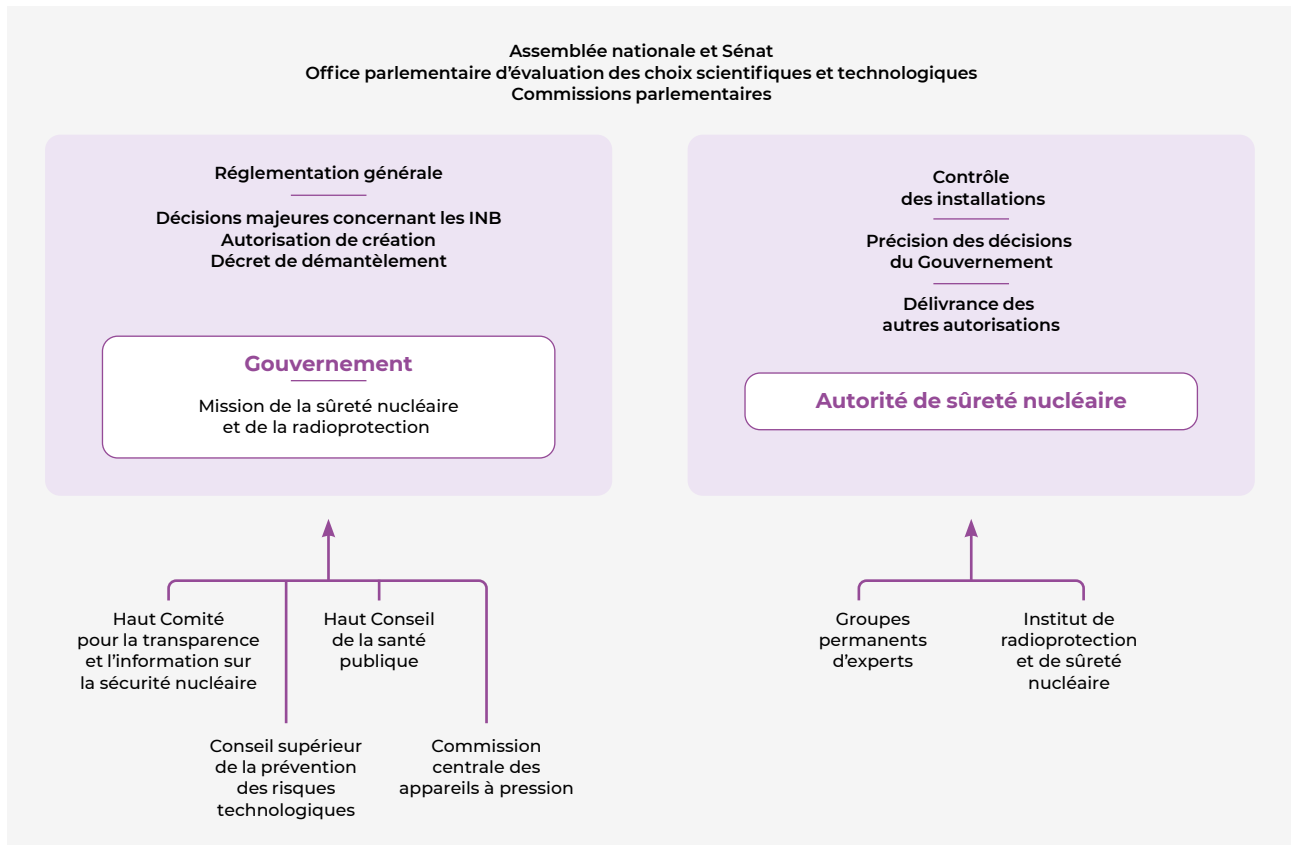 Assemblée nationale et Sénat
Office parlementaire d'évaluation des choix scientifiques et technologiques
Commissions parlementaires
Réglementation générale
Décisions majeures concernant les INB
Autorisation de création
Décret de démantèlement
Gouvernement
Mission de la sûreté nucléaire
et de la radioprotection
Contrôle
des installations
Précision des décisions
du Gouvernement
Délivrance des
autres autorisations
Autorité de sûreté nucléaire
Haut Comité
pour la transparence
et l'information sur
la sécurité nucléaire
Haut Conseil
de la santé
publique
Conseil supérieur
de la prévention
des risques
technologiques
Commission
centrale des
appareils à pression
Groupes
permanents
d'experts
Institut de
radioprotection
et de sûreté
nucléaire